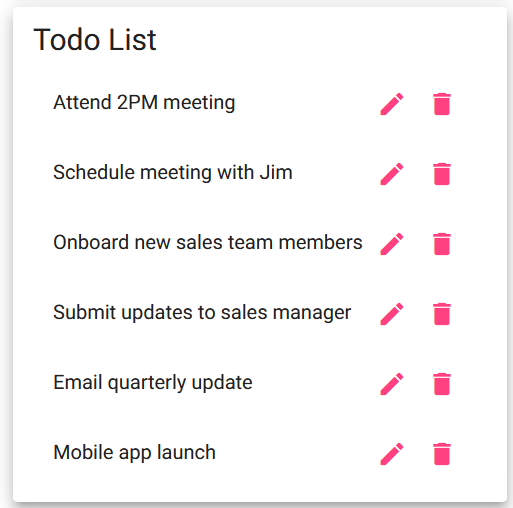 Todo List
Attend 2PM meeting
Schedule meeting with Jim
Onboard new sales team members
Submit updates to sales manager
Email quarterly update
Mobile app launch